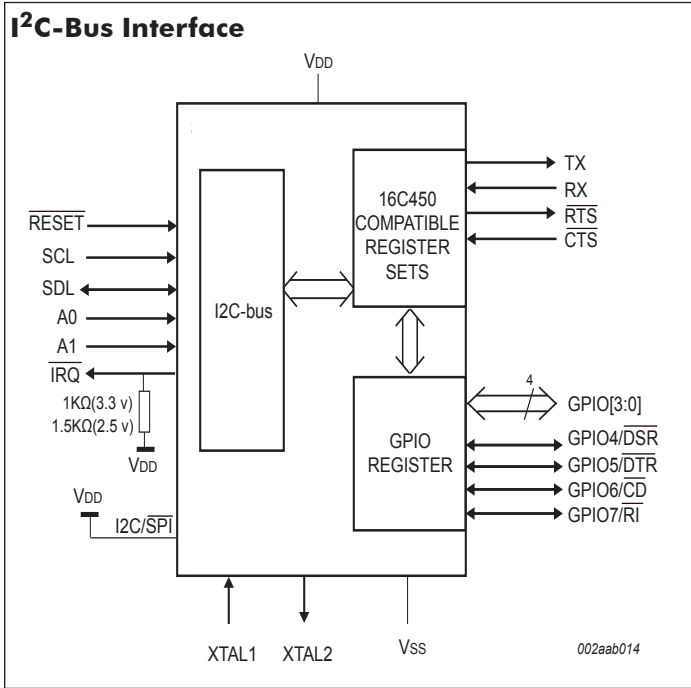 I²C-Bus Interface
VDD
16C450
COMPATIBLE
REGISTER
SETS
TX
RX
RTS
CTS
RESET
SCL
SDL
A0
A1
IRQ
I2C-bus
1KΩ(3.3 v)
1.5KΩ(2.5 v)
VDD
VDD
I2C/SPI
4
GPIO[3:0]
GPIO
REGISTER
GPIO4/DSR
GPIO5/DTR
GPIO6/CD
GPIO7/RI
XTAL1
XTAL2
VSS
002aab014